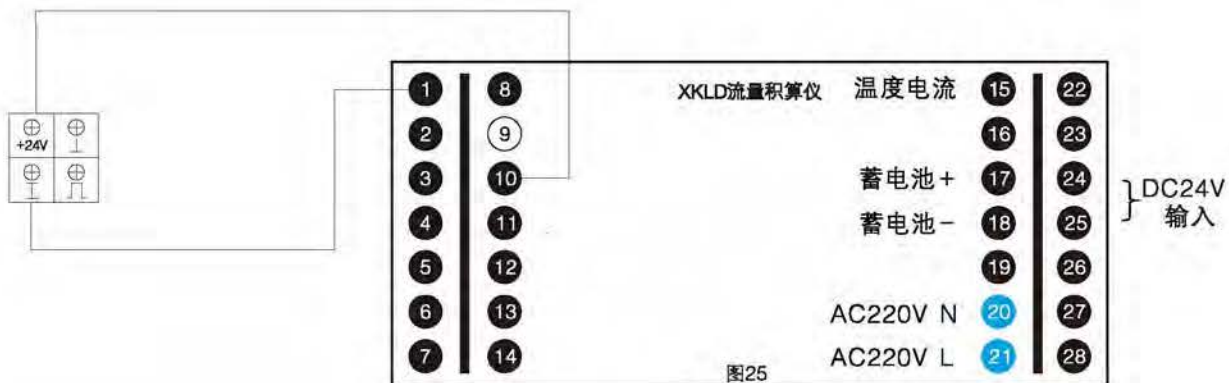 1 8 XKLD流量积算仪 温度电流 15 22
+24V 2 9 16 23
3 10 蓄电池+ 17 24 DC24V
4 11 蓄电池- 18 25 输入
5 12 19 26
6 13 AC220V N 20 27
7 14 AC220V L 21 28
图25